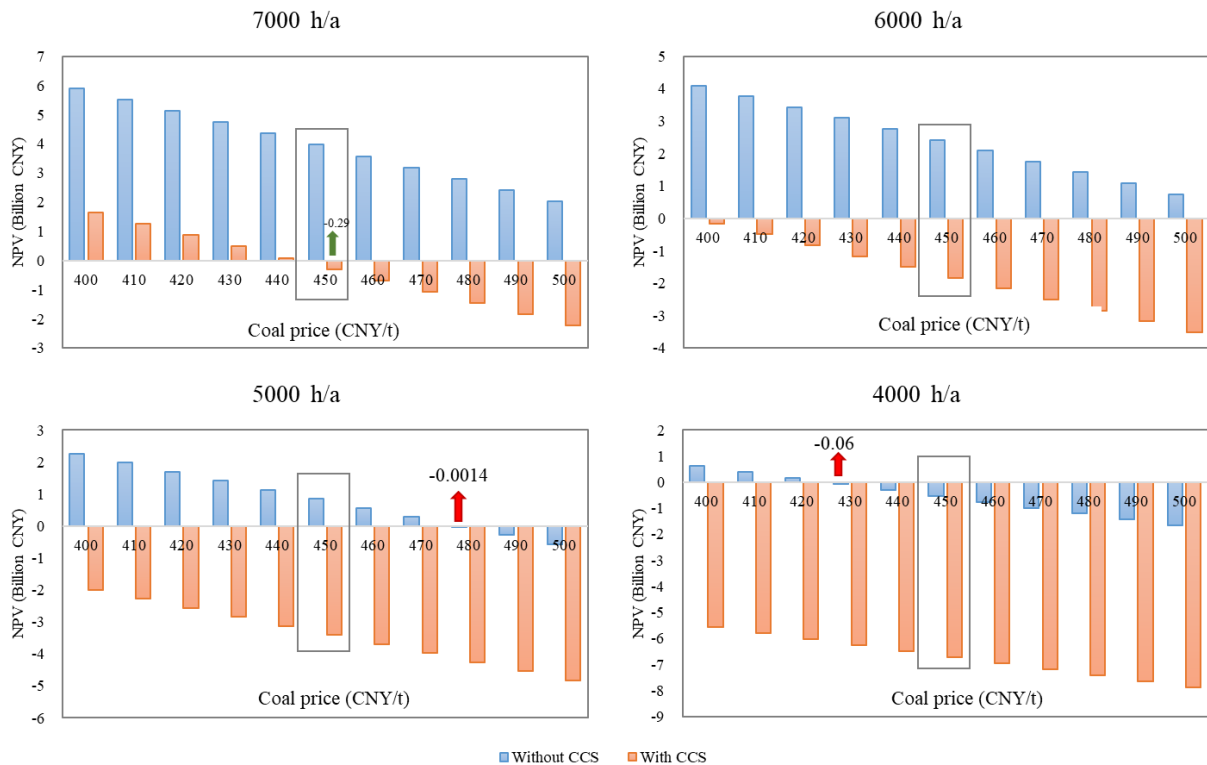 7000 h/a
7
6
5
4
3
2
1
0
-1
-2
-3
NPV (Billion CNY)
-0.29
400 410 420 430 440 450 460 470 480 490 500
Coal price (CNY/t)
6000 h/a
5
4
3
2
1
0
-1
-2
-3
-4
NPV (Billion CNY)
400 410 420 430 440 450 460 470 480 490 500
Coal price (CNY/t)
5000 h/a
3
2
1
0
-1
-2
-3
-4
-5
-6
NPV (Billion CNY)
-0.0014
400 410 420 430 440 450 460 470 480 490 500
Coal price (CNY/t)
4000 h/a
2
1
0
-1
-2
-3
-4
-5
-6
-7
-8
-9
NPV (Billion CNY)
-0.06
400 410 420 430 440 450 460 470 480 490 500
Coal price (CNY/t)
Without CCS With CCS